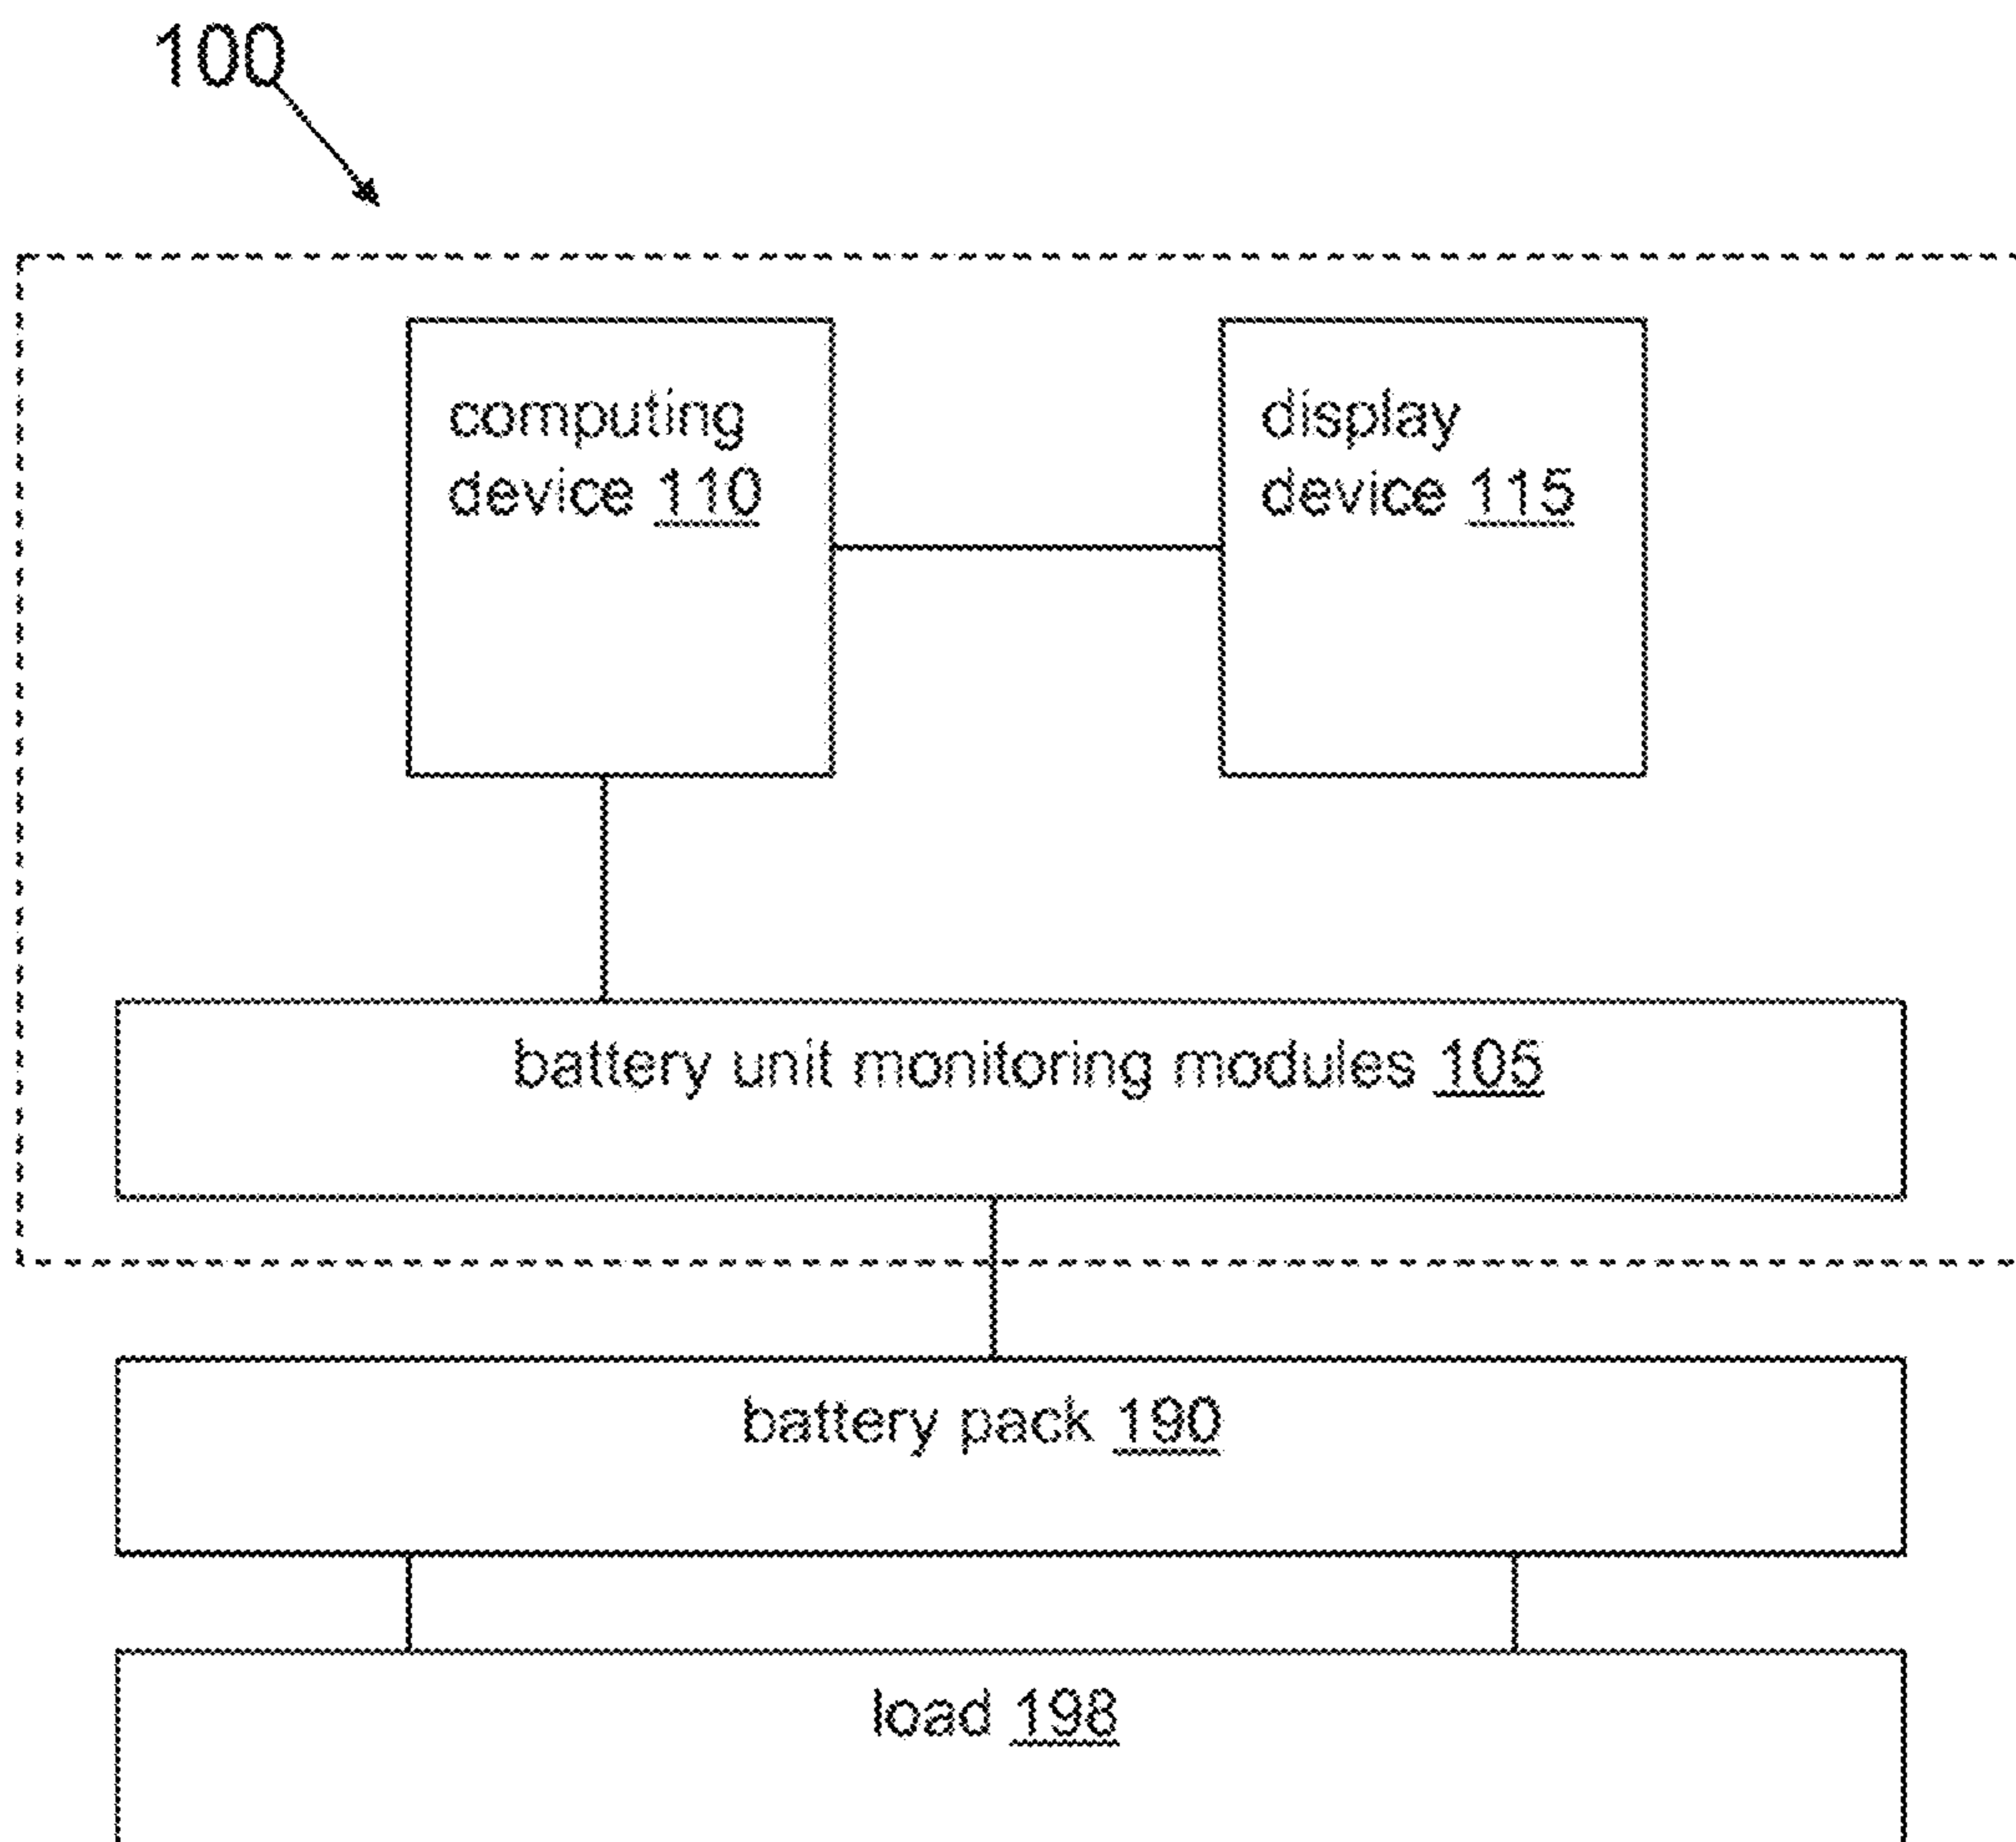 100
computing
device 110
display
device 115
battery unit monitoring modules 105
battery pack 190
load 198